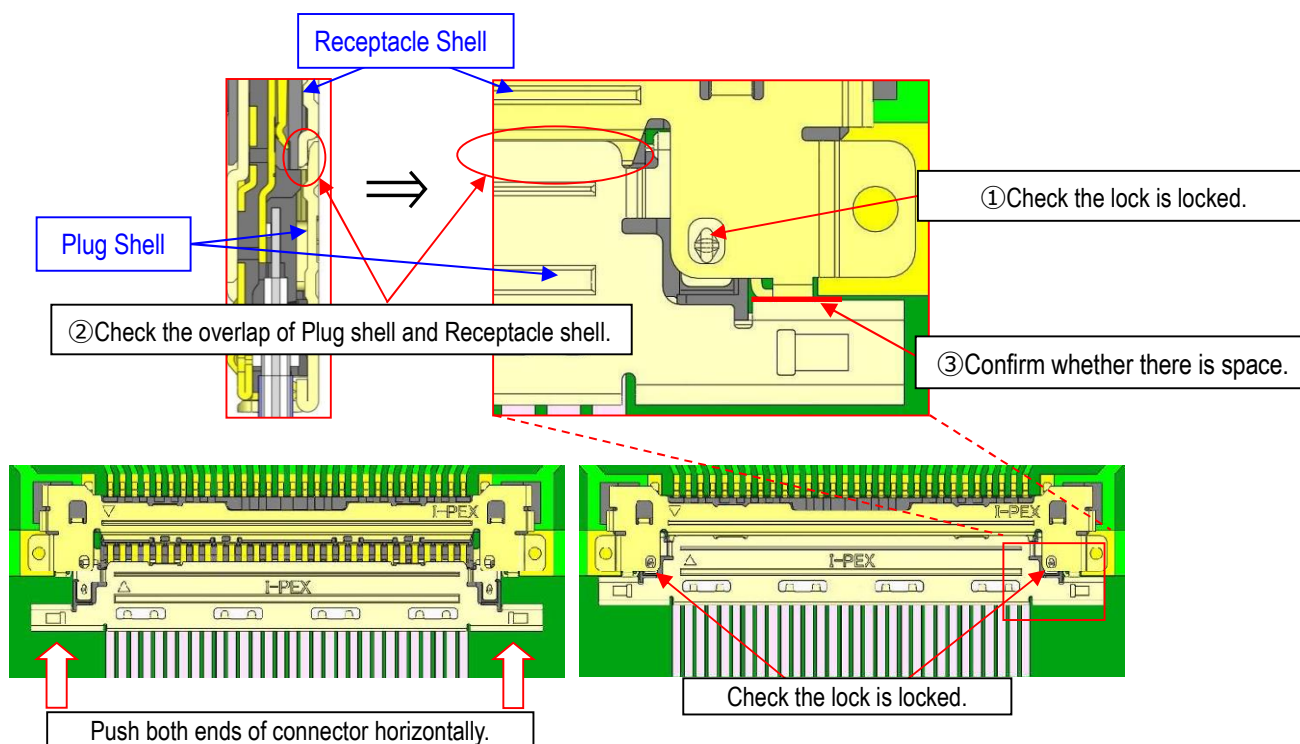 Receptacle Shell
①Check the lock is locked.
Plug Shell
②Check the overlap of Plug shell and Receptacle shell.
③Confirm whether there is space.
I-PEX
I-PEX
I-PEX
I-PEX
Check the lock is locked.
Push both ends of connector horizontally.